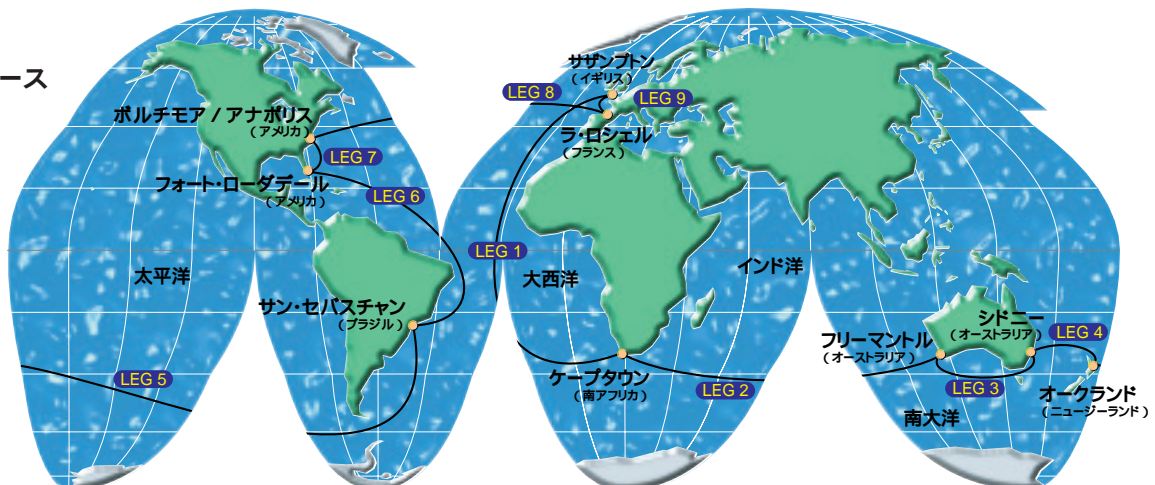 ース
ボルチモア / アナポリス
(アメリカ)
LEG 7
フォート・ローダデール
(アメリカ)
LEG 6
太平洋
サン・セバスチャン
(ブラジル)
LEG 5
サザンプトン
(イギリス)
LEG 8
LEG 9
ラ・ロシェル
(フランス)
LEG 1
大西洋
インド洋
ケープタウン
(南アフリカ)
LEG 2
フリーマントル
(オーストラリア)
シドニー
(オーストラリア)
LEG 4
LEG 3
オークランド
(ニュージーランド)
南大洋